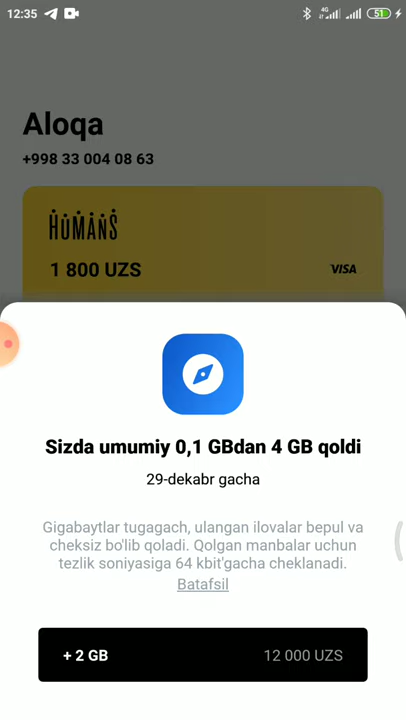 12:35
4G
51
Aloqa
+998 33 004 08 63
HUMANS
1 800 UZS
VISA
Sizda umumiy 0,1 GBdan 4 GB qoldi
29-dekabr gacha
Gigabaytlar tugagach, ulangan ilovalar bepul va
cheksiz bo'lib qoladi. Qolgan manbalar uchun
tezlik soniyasiga 64 kbit'gacha cheklanadi.
Batafsil
+ 2 GB 12 000 UZS